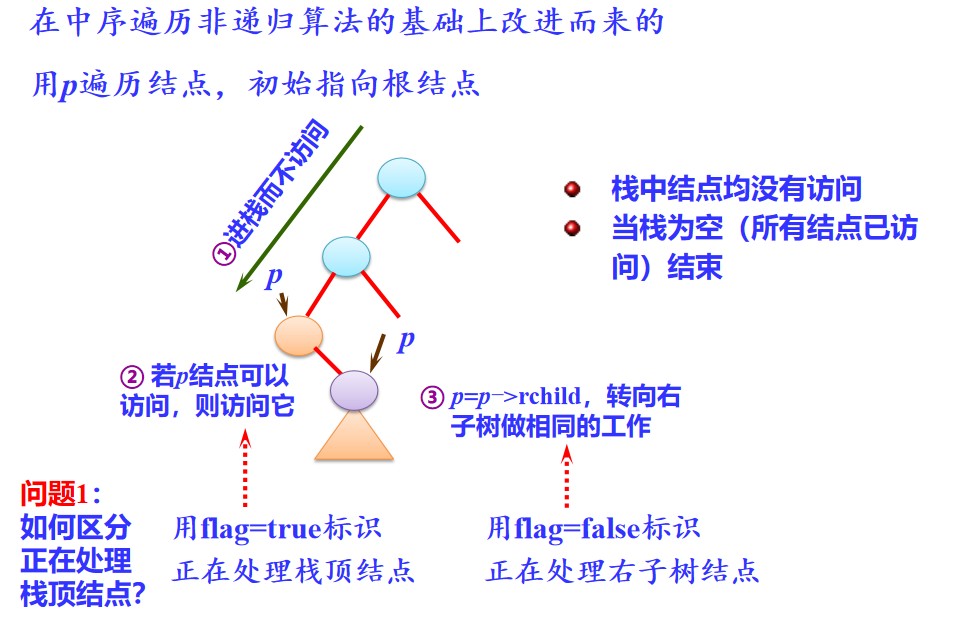 在中序遍历非递归算法的基础上改进而来的
用p遍历结点，初始指向根结点
①进栈而不访问
栈中结点均没有访问
当栈为空（所有结点已访
问）结束
p
p
② 若p结点可以
访问，则访问它
③ p=p->rchild，转向右
子树做相同的工作
问题1：
如何区分
正在处理
栈顶结点？
用flag=true标识
正在处理栈顶结点
用flag=false标识
正在处理右子树结点